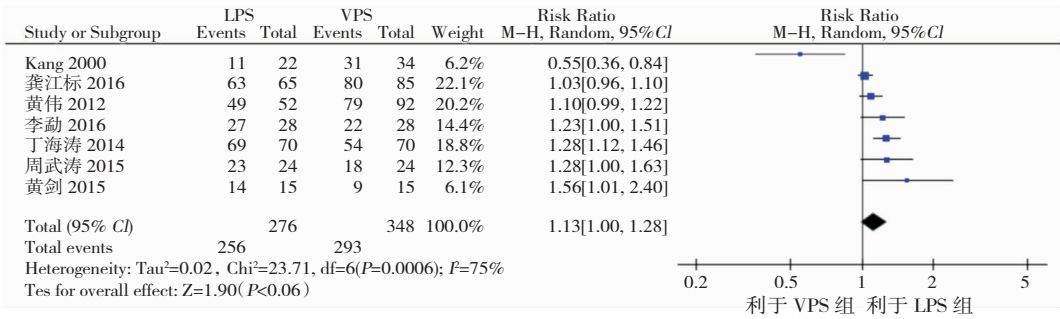 LPS VPS Risk Ratio Risk Ratio
Study or Subgroup Events Total Events Total Weight M-H, Random, 95%CI M-H, Random, 95%CI
Kang 2000 11 22 31 34 6.2% 0.55[0.36, 0.84]
龚江标 2016 63 65 80 85 22.1% 1.03[0.96, 1.10]
黄伟 2012 49 52 79 92 20.2% 1.10[0.99, 1.22]
李勐 2016 27 28 22 28 14.4% 1.23[1.00, 1.51]
丁海涛 2014 69 70 54 70 18.8% 1.28[1.12, 1.46]
周武涛 2015 23 24 18 24 12.3% 1.28[1.00, 1.63]
黄剑 2015 14 15 9 15 6.1% 1.56[1.01, 2.40]
Total (95% CI) 276 348 100.0% 1.13[1.00, 1.28]
Total events 256 293
Heterogeneity: Tau²=0.02, Chi²=23.71, df=6(P=0.0006); I²=75%
Tes for overall effect: Z=1.90(P<0.06)
0.2 0.5 1 2 5
利于 VPS 组 利于 LPS 组